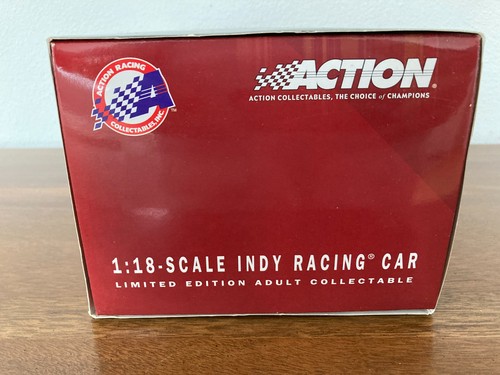 ACTION RACING
COLLECTABLES, INC.
TM
ACTION®
ACTION COLLECTABLES, THE CHOICE of CHAMPIONS
1:18-SCALE INDY RACING® CAR
LIMITED EDITION ADULT COLLECTABLE